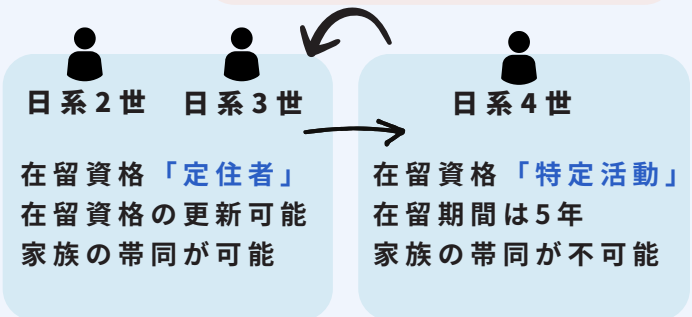 日系2世 日系3世
在留資格「定住者」
在留資格の更新可能
家族の帯同が可能
日系4世
在留資格「特定活動」
在留期間は5年
家族の帯同が不可能